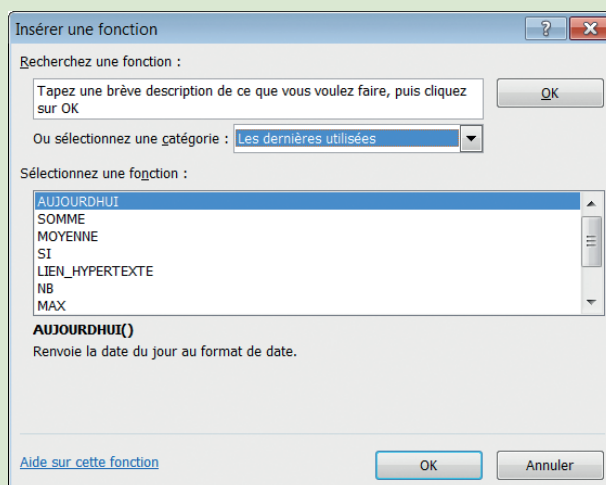 Insérer une fonction
Recherchez une fonction :
Tapez une brève description de ce que vous voulez faire, puis cliquez
sur OK
OK
Ou sélectionnez une catégorie : Les dernières utilisées
Sélectionnez une fonction :
AUJOURDHUI
SOMME
MOYENNE
SI
LIEN_HYPERTEXTE
NB
MAX
AUJOURDHUI()
Renvoie la date du jour au format de date.
Aide sur cette fonction
OK
Annuler